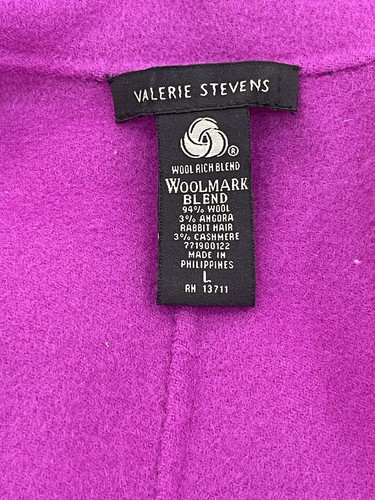 VALERIE STEVENS
®
WOOL RICH BLEND
WOOLMARK
BLEND
94% WOOL
3% ANGORA
RABBIT HAIR
3% CASHMERE
771900122
MADE IN
PHILIPPINES
L
RN 13711